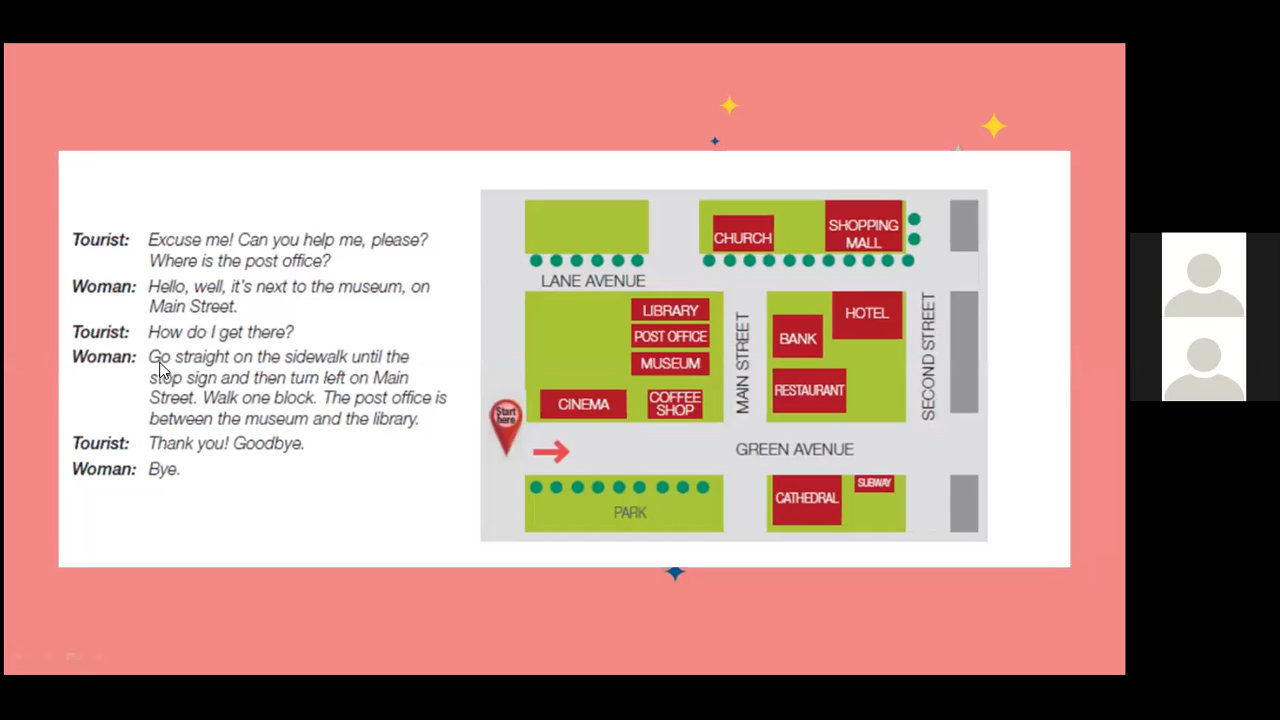 Tourist: Excuse me! Can you help me, please?
Where is the post office?
Woman: Hello, well, it's next to the museum, on
Main Street.
Tourist: How do I get there?
Woman: Go straight on the sidewalk until the
stop sign and then turn left on Main
Street. Walk one block. The post office is
between the museum and the library.
Tourist: Thank you! Goodbye.
Woman: Bye.
CHURCH
SHOPPING
MALL
LANE AVENUE
LIBRARY
POST OFFICE
MUSEUM
CINEMA
COFFEE
SHOP
MAIN STREET
HOTEL
BANK
RESTAURANT
SECOND STREET
Start
here
GREEN AVENUE
PARK
CATHEDRAL
SUBWAY